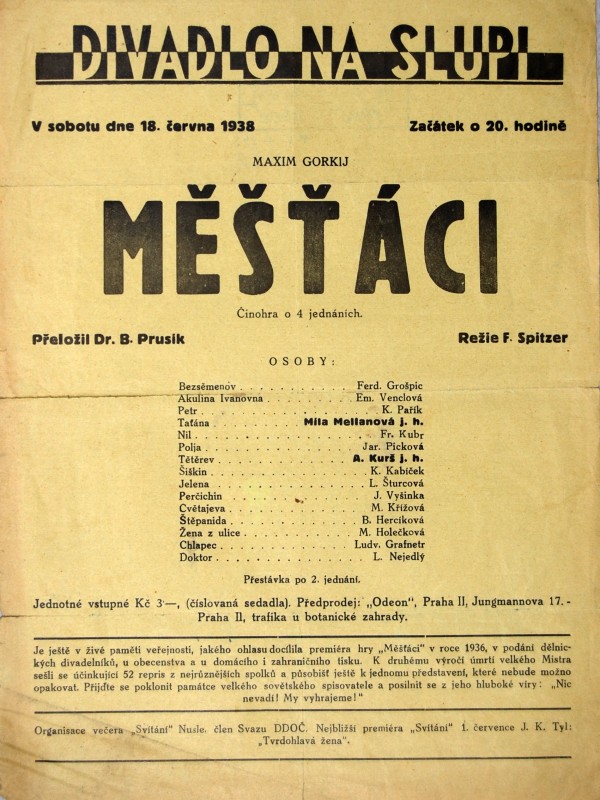 DIVADLO NA SLUPI
V sobotu dne 18. června 1938 Začátek o 20. hodině
MAXIM GORKIJ
MĚŠŤÁCI
Činohra o 4 jednáních.
Přeložil Dr. B. Prusik Režie F. Spitzer
OSOBY:
Bezsěmenov . . . . . . . . . . . Ferd. Grošpic
Akulina Ivanovna . . . . . . . . Em. Venclová
Petr . . . . . . . . . . . . . . K. Pařík
Taťána . . . . . . . . . Míla Mellanová j. h.
Nil . . . . . . . . . . . . . . Fr. Kubr
Polja . . . . . . . . . . . . . Jar. Picková
Tětěrev . . . . . . . . . . . A. Kurš j. h.
Šiškin . . . . . . . . . . . . . K. Kabíček
Jelena . . . . . . . . . . . . . L. Šturcová
Perčichin . . . . . . . . . . . J. Vyšinka
Cvětajeva . . . . . . . . . . . M. Křížová
Štěpanida . . . . . . . . . . . B. Hercíková
Žena z ulice . . . . . . . . . . M. Holečková
Chlapec . . . . . . . . . . . . Ludv. Grafnetr
Doktor . . . . . . . . . . . . . L. Nejedlý
Přestávka po 2. jednání.
Jednotné vstupné Kč 3·—, (číslovaná sedadla). Předprodej: „Odeon“, Praha II, Jungmannova 17. -
Praha II, trafika u botanické zahrady.
Je ještě v živé paměti veřejnosti, jakého ohlasu docílila premiéra hry „Měšťáci“ v roce 1936, v podání dělnic-
kých divadelníků, u obecenstva a u domácího i zahraničního tisku. K druhému výročí úmrtí velkého Mistra
sešli se účinkující 52 repris z nejrůznějších spolků a působišť ještě k jednomu představení, které nebude možno
opakovat. Přijďte se poklonit památce velkého sovětského spisovatele a posilnit se z jeho hluboké víry: „Nic
nevadí! My vyhrajeme!“
Organisace večera „Svítání“ Nusle, člen Svazu DDOČ. Nejbližší premiéra „Svítání“ 1. července J. K. Tyl:
„Tvrdohlavá žena“.